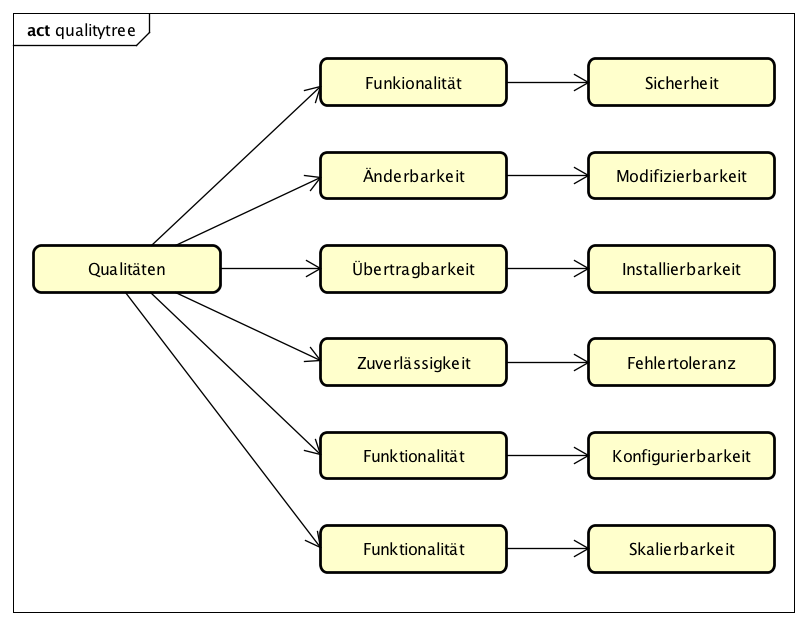 act qualitytree
Funkionalität
Sicherheit
Änderbarkeit
Modifizierbarkeit
Qualitäten
Übertragbarkeit
Installierbarkeit
Zuverlässigkeit
Fehlertoleranz
Funktionalität
Konfigurierbarkeit
Funktionalität
Skalierbarkeit